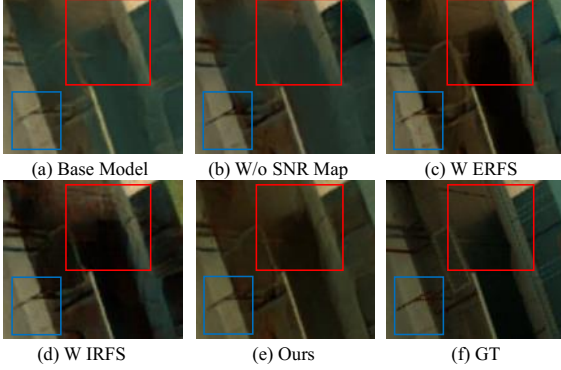 (a) Base Model
(b) W/o SNR Map
(c) W ERFS
(d) W IRFS
(e) Ours
(f) GT